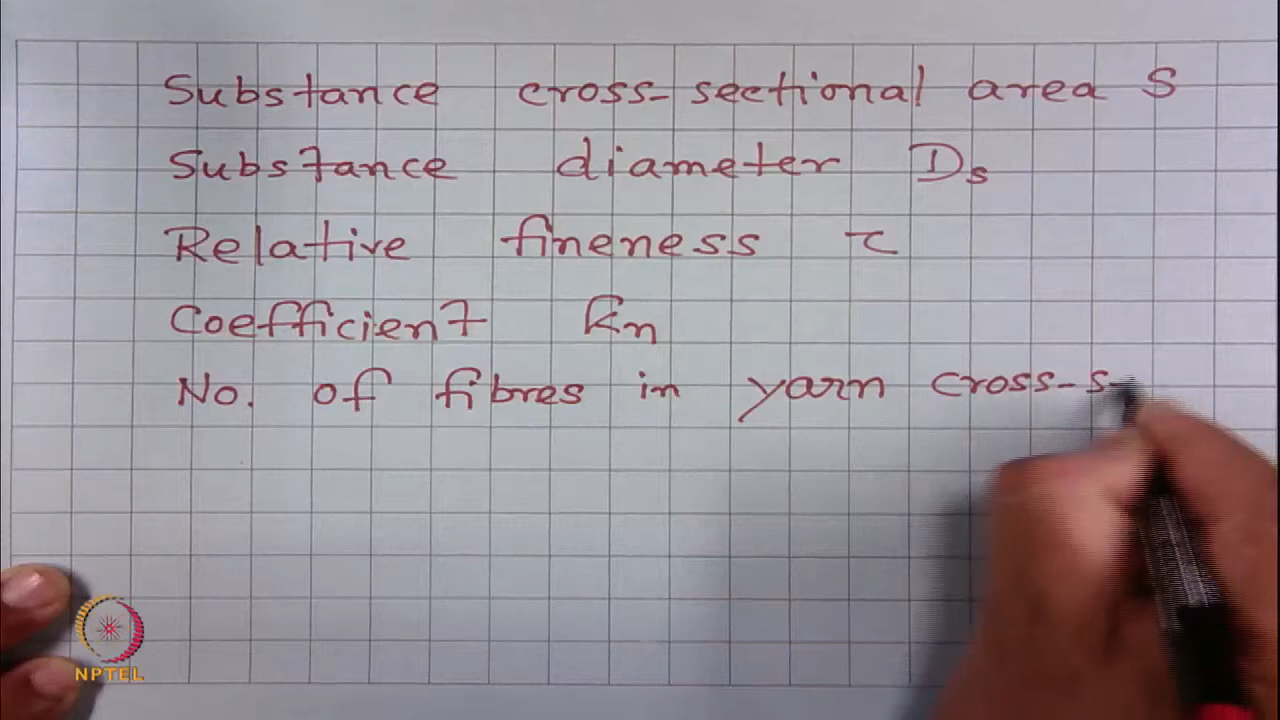 Substance cross-sectional area S
Substance diameter Ds
Relative fineness τ
Coefficient kn
No. of fibres in yarn cross-s
NPTEL